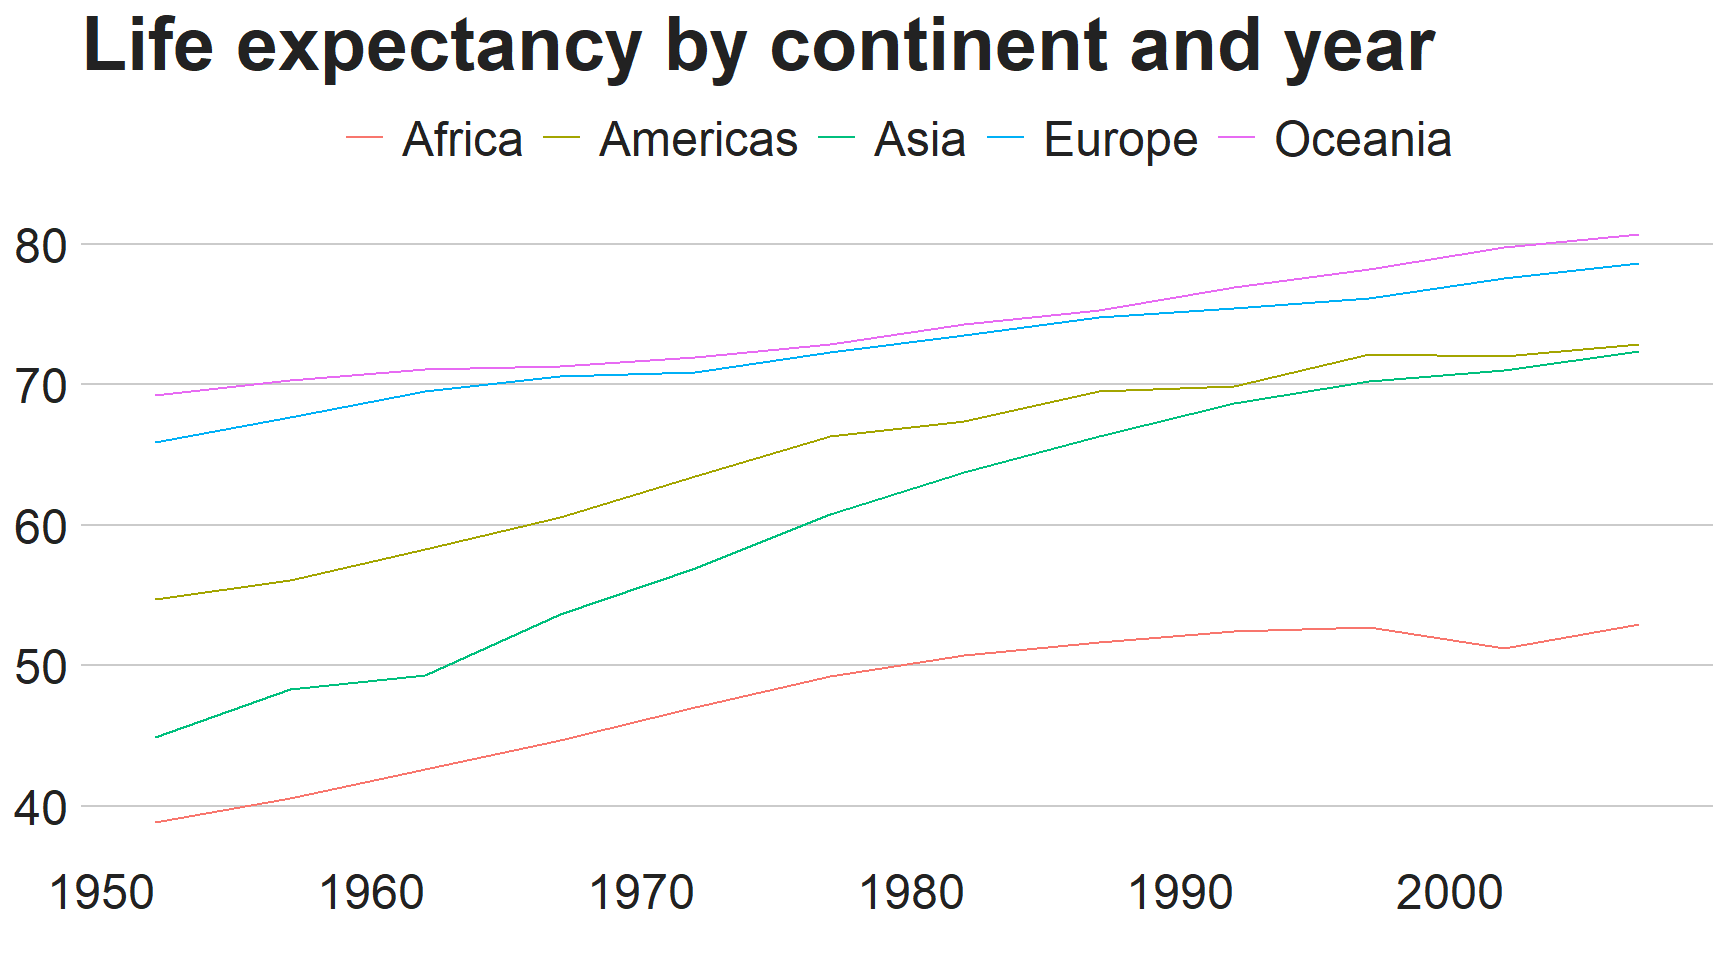 Life expectancy by continent and year
Africa Americas Asia Europe Oceania
80
70
60
50
40
1950 1960 1970 1980 1990 2000